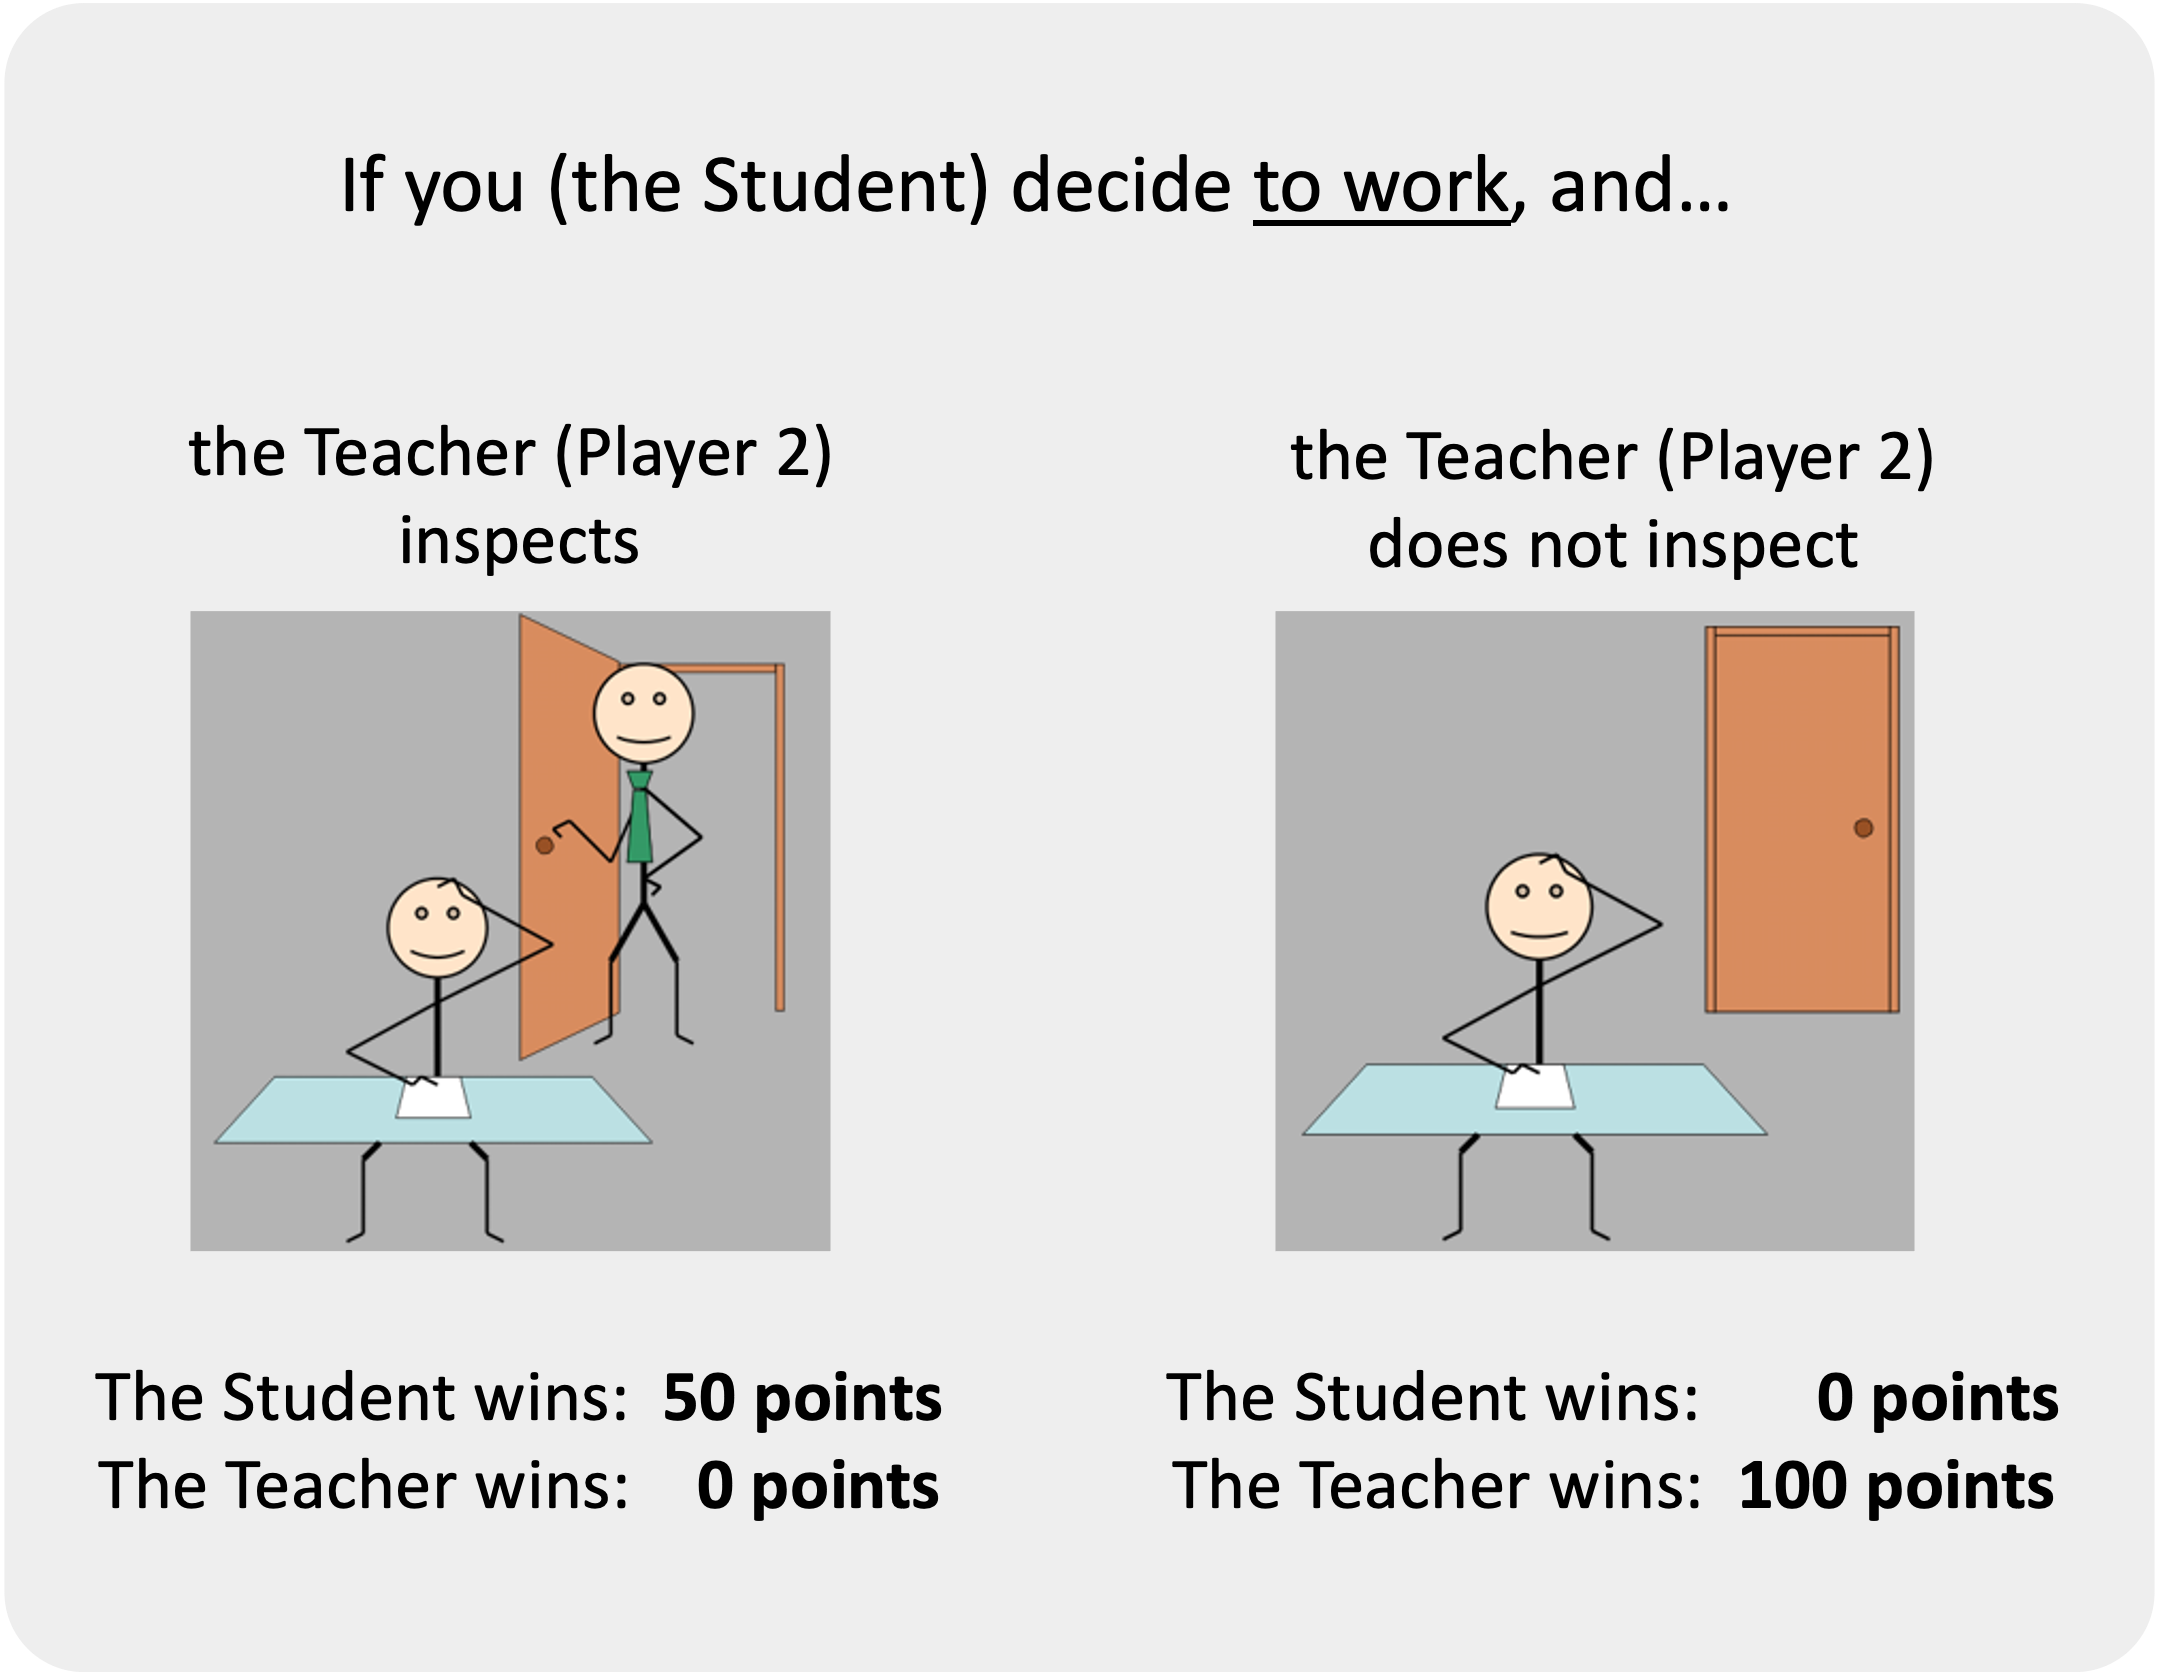 If you (the Student) decide to work, and…
the Teacher (Player 2)
inspects
the Teacher (Player 2)
does not inspect
The Student wins: 50 points
The Teacher wins: 0 points
The Student wins: 0 points
The Teacher wins: 100 points